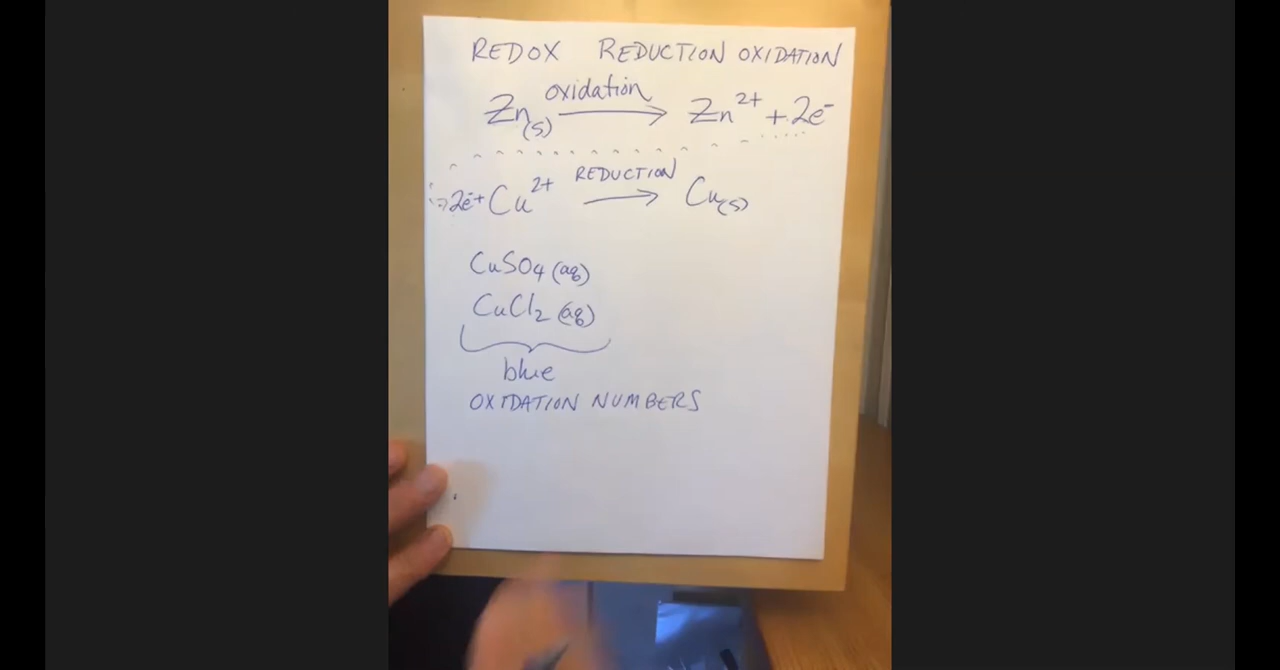 REDOX REDUCTION OXIDATION
Zn(s) oxidation → Zn²⁺ + 2e⁻
2e⁻ + Cu²⁺ REDUCTION → Cu(s)
CuSO₄ (aq)
CuCl₂ (aq)
blue
OXIDATION NUMBERS